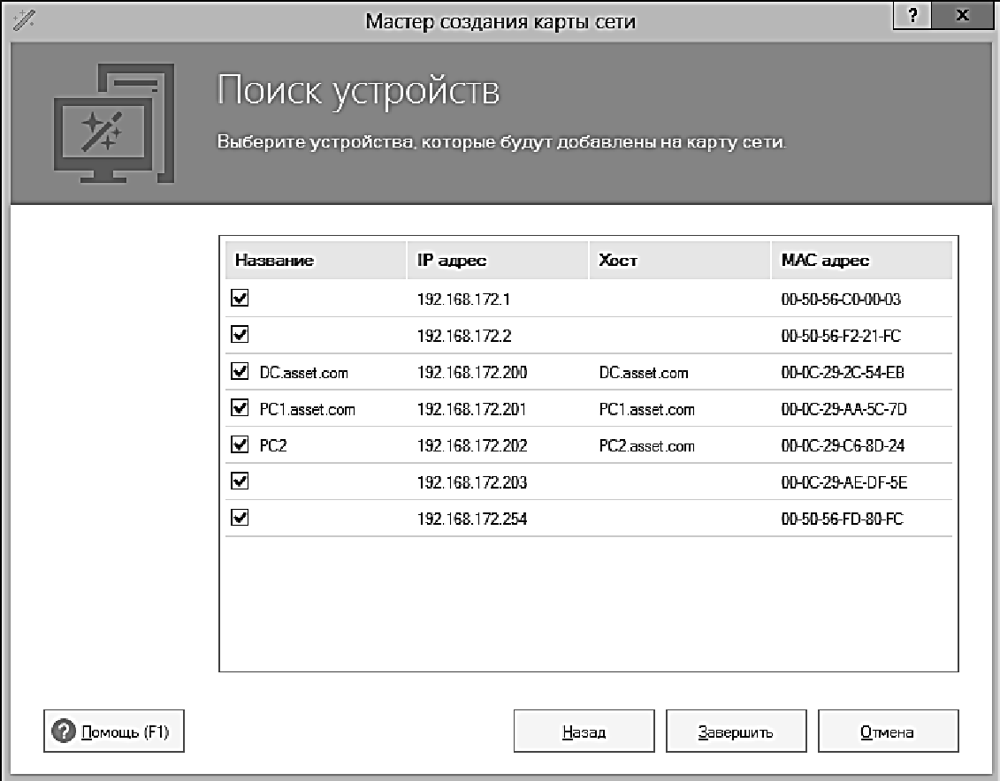 Мастер создания карты сети
?
x
Поиск устройств
Выберите устройства, которые будут добавлены на карту сети.
Название IP адрес Хост MAC адрес
192.168.172.1 00-50-56-C0-00-03
192.168.172.2 00-50-56-F2-21-FC
DC.asset.com 192.168.172.200 DC.asset.com 00-0C-29-2C-54-EB
PC1.asset.com 192.168.172.201 PC1.asset.com 00-0C-29-AA-5C-7D
PC2 192.168.172.202 PC2.asset.com 00-0C-29-C6-8D-24
192.168.172.203 00-0C-29-AE-DF-5E
192.168.172.254 00-50-56-FD-80-FC
? Помощь (F1) Назад Завершить Отмена